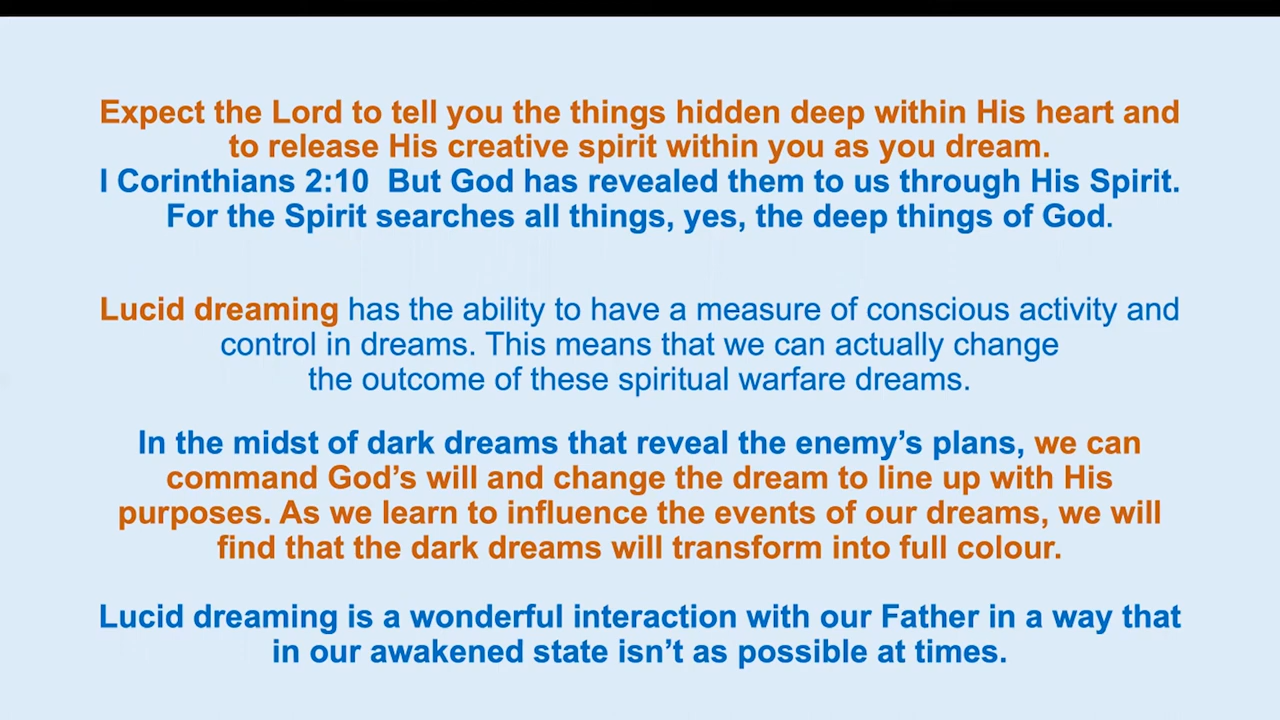 Expect the Lord to tell you the things hidden deep within His heart and
to release His creative spirit within you as you dream.
I Corinthians 2:10  But God has revealed them to us through His Spirit.
For the Spirit searches all things, yes, the deep things of God.
Lucid dreaming has the ability to have a measure of conscious activity and
control in dreams. This means that we can actually change
the outcome of these spiritual warfare dreams.
In the midst of dark dreams that reveal the enemy’s plans, we can
command God’s will and change the dream to line up with His
purposes. As we learn to influence the events of our dreams, we will
find that the dark dreams will transform into full colour.
Lucid dreaming is a wonderful interaction with our Father in a way that
in our awakened state isn’t as possible at times.